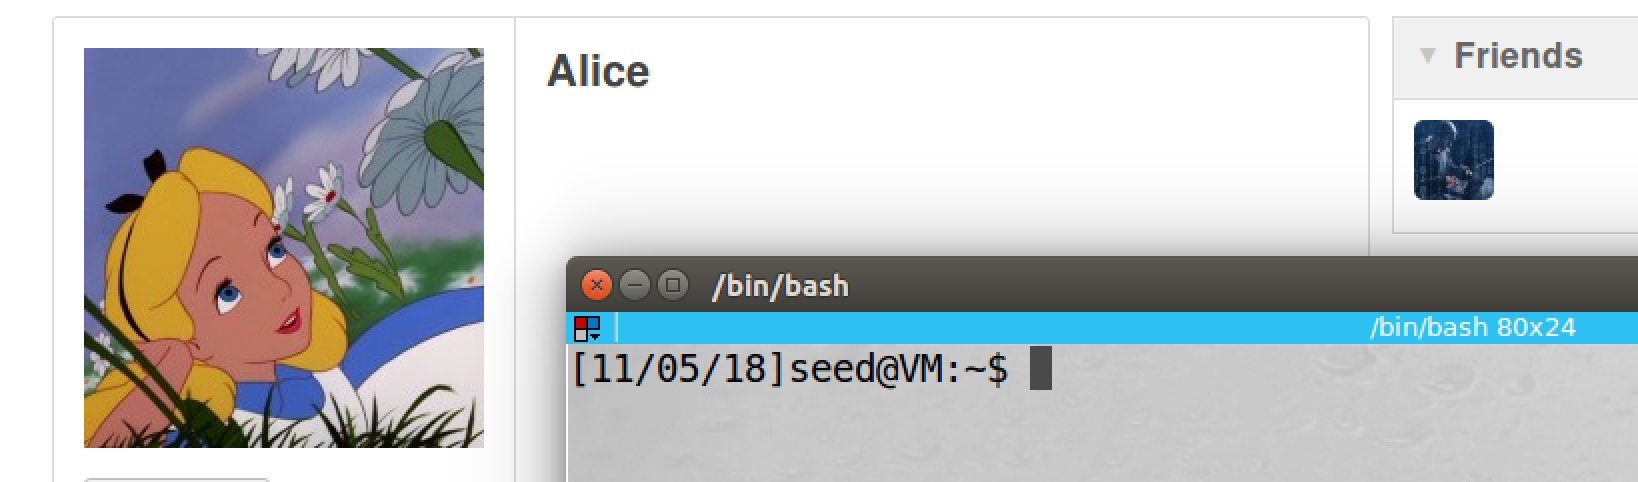 Alice
Friends
/bin/bash
/bin/bash 80x24
[11/05/18]seed@VM:~$